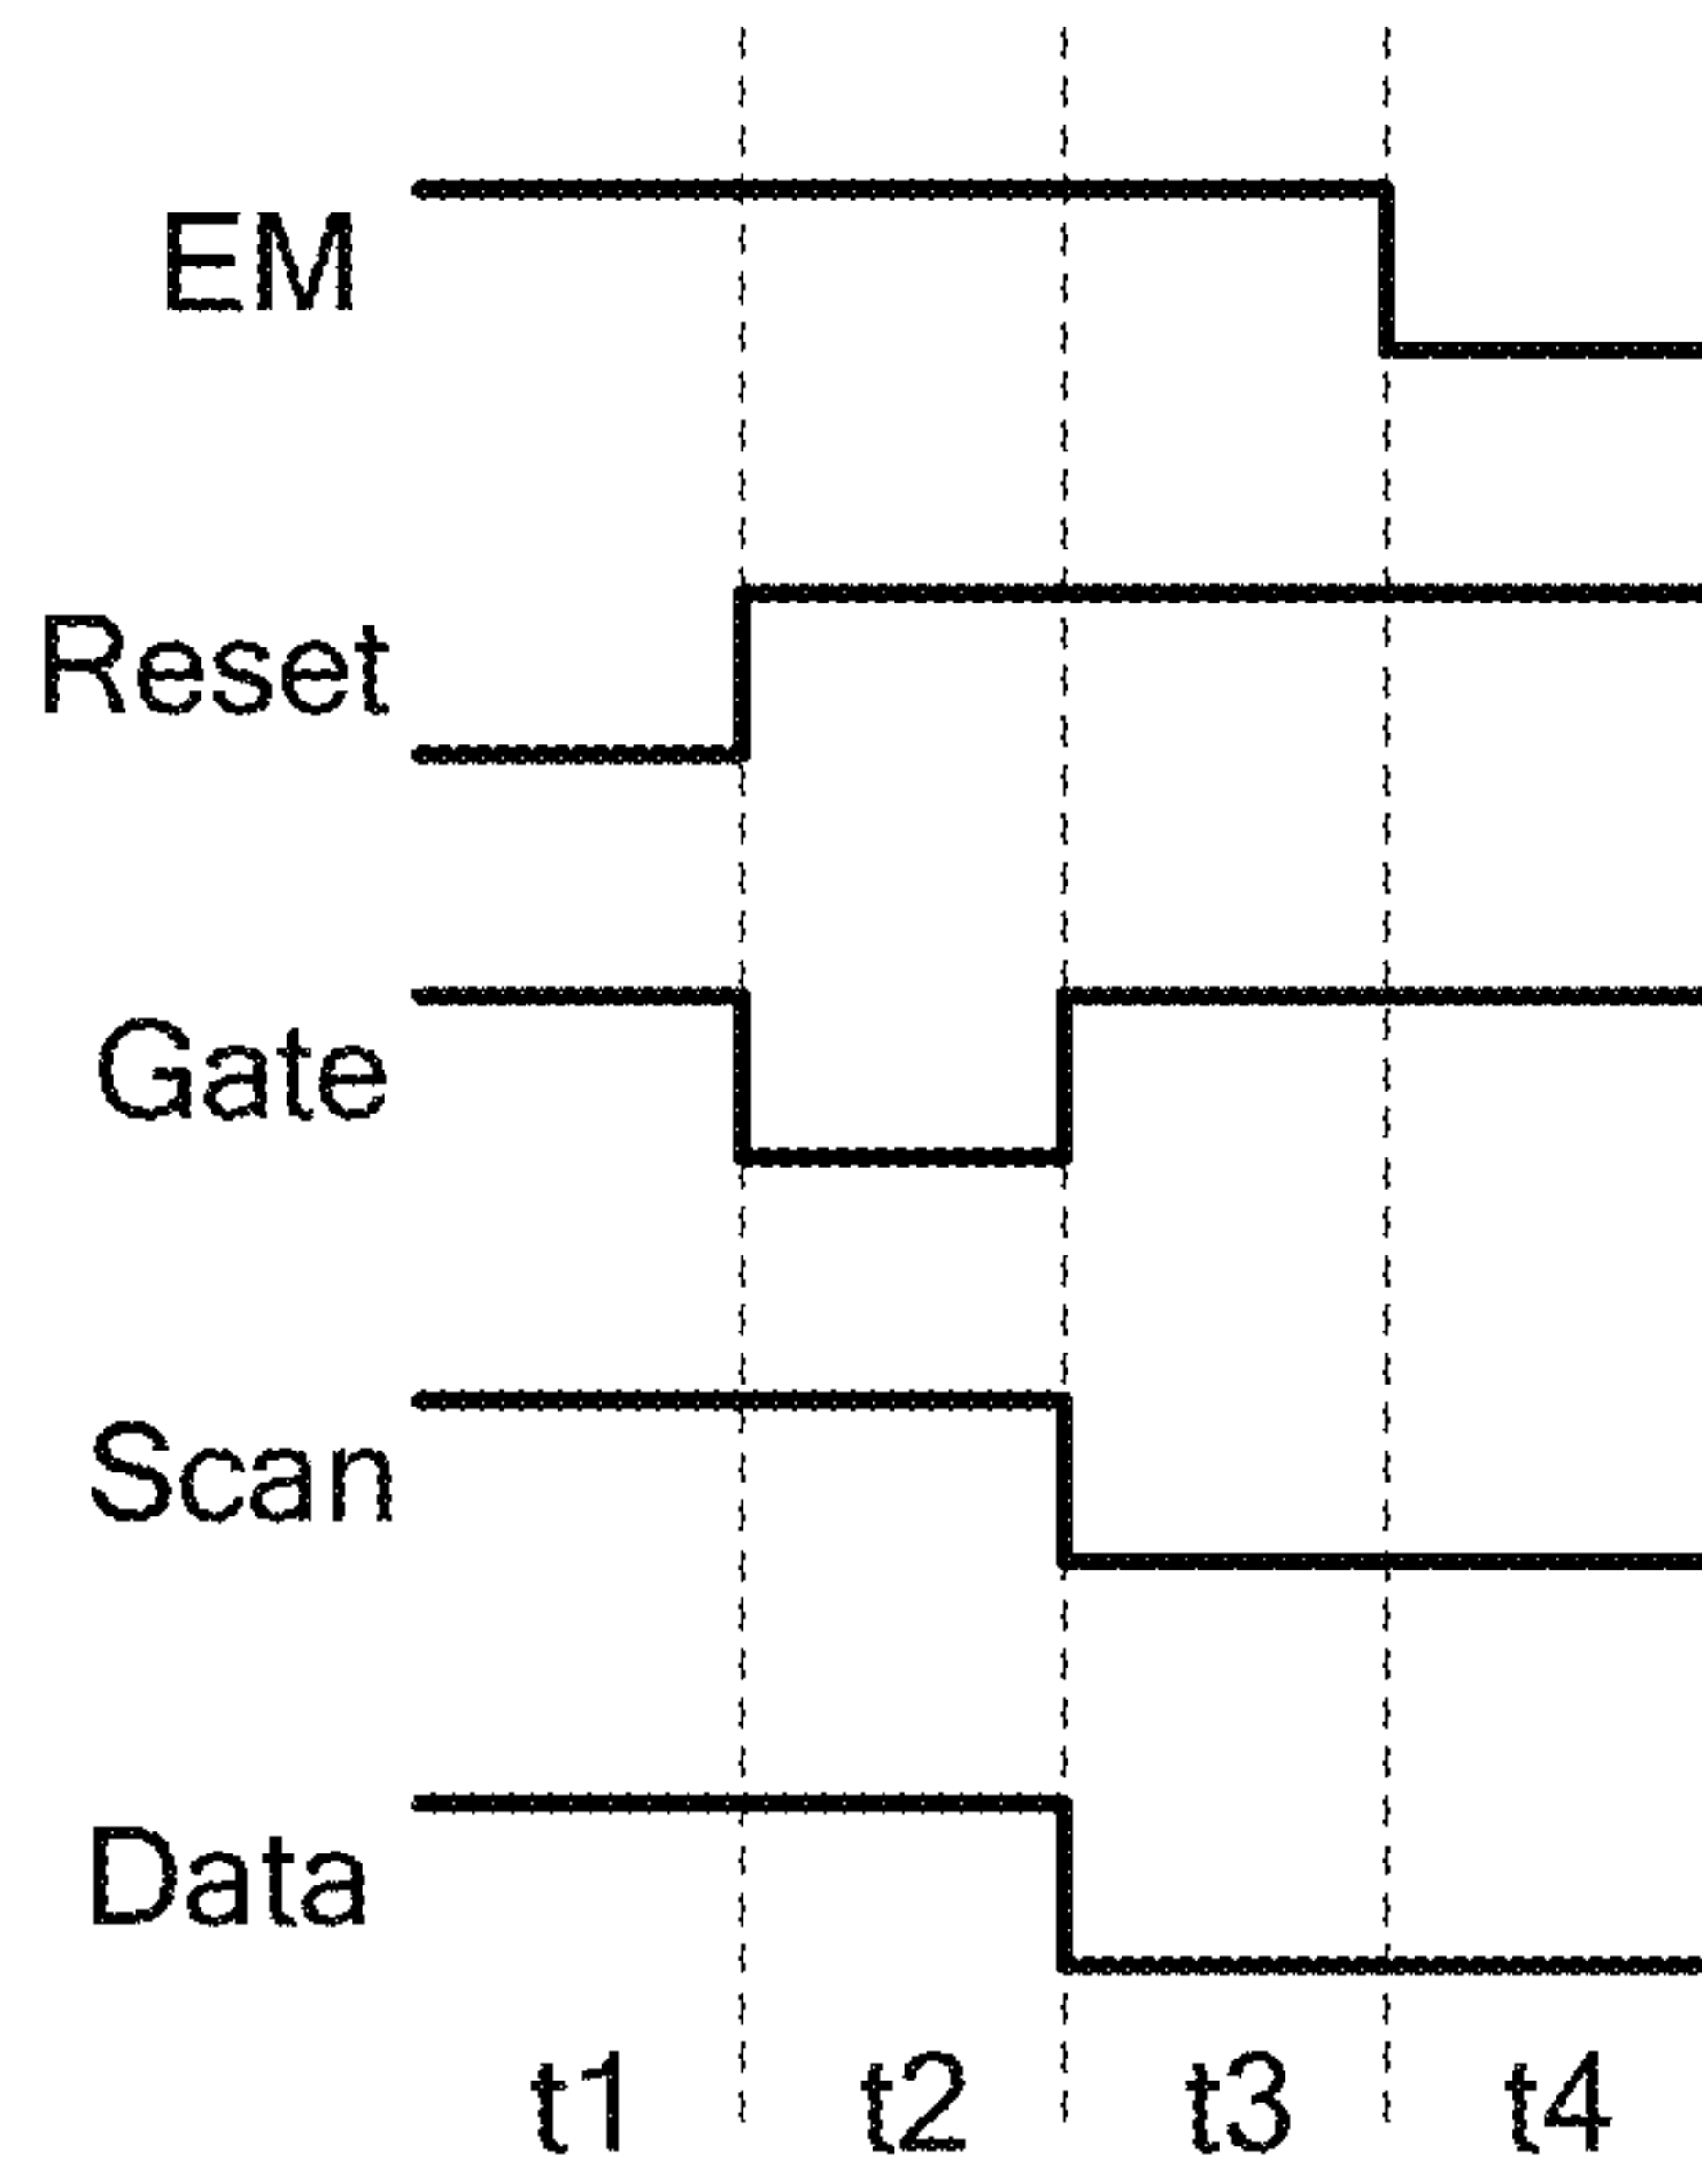 EM
Reset
Gate
Scan
Data
t1 t2 t3 t4